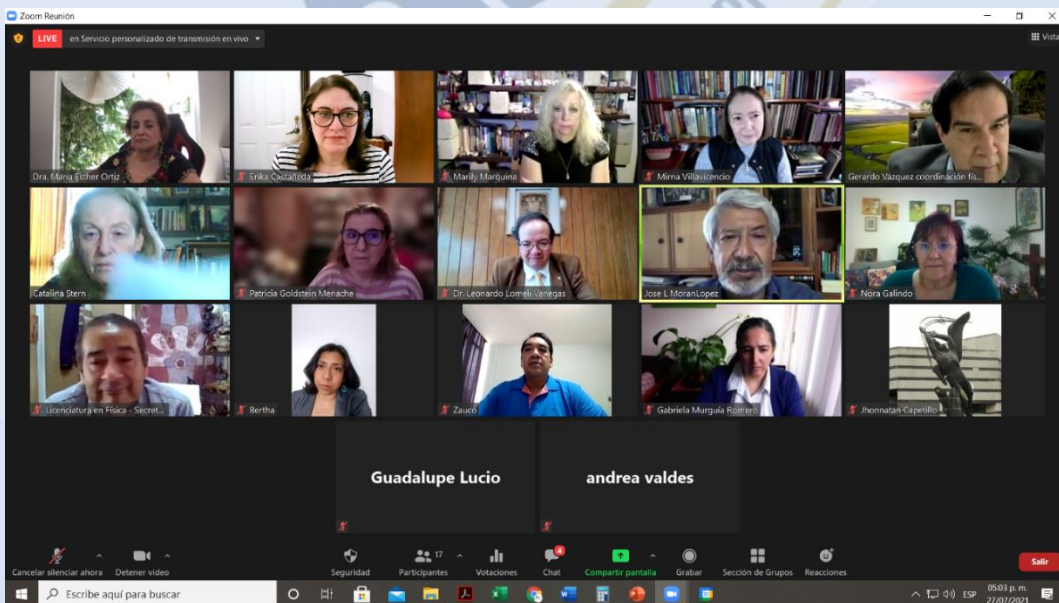 Zoom Reunión
LIVE en Servicio personalizado de transmisión en vivo
Vista
Dra. María Esther Ortiz
Erika Castañeda
Marily Marquina
Mirna Villavicencio
Gerardo Vázquez coordinación fís...
Catalina Stern
Patricia Goldstein Menache
Dr. Leonardo Lomelí Vanegas
Jose L MoranLopez
Nora Galindo
Licenciatura en Física - Secret...
Bertha
Zauco
Gabriela Murguía Romero
Jhonnatan Capetillo
Guadalupe Lucio
andrea valdes
Cancelar silenciar ahora
Detener video
Seguridad
17
Participantes
Votaciones
4
Chat
Compartir pantalla
Grabar
Sección de Grupos
Reacciones
Salir
Escribe aquí para buscar
ESP
05:03 p. m.
27/07/2021